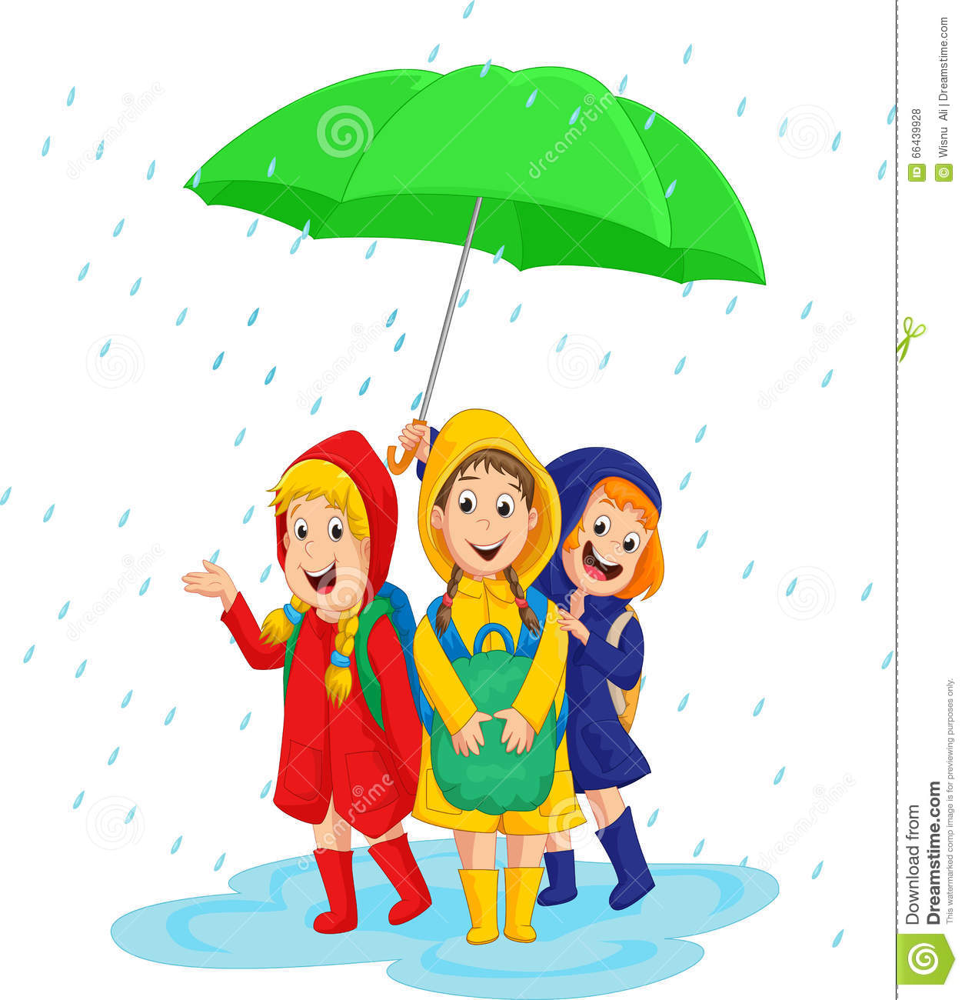 dreamstime
66439928
ID
© Wisnu Ali | Dreamstime.com
Download from
Dreamstime.com
This watermarked comp image is for previewing purposes only.